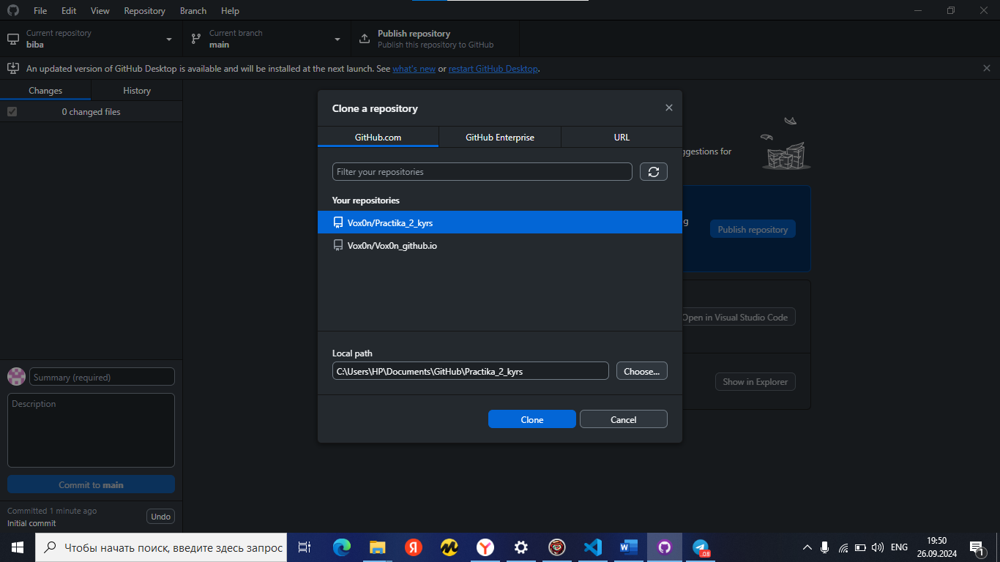 File Edit View Repository Branch Help
Current repository
biba
Current branch
main
Publish repository
Publish this repository to GitHub
An updated version of GitHub Desktop is available and will be installed at the next launch. See what's new or restart GitHub Desktop.
Changes History
0 changed files
Clone a repository
GitHub.com GitHub Enterprise URL
ggestions for
Filter your repositories
Your repositories
Vox0n/Practika_2_kyrs
Vox0n/Vox0n_github.io
Publish repository
Open in Visual Studio Code
Show in Explorer
Local path
C:\Users\HP\Documents\GitHub\Practika_2_kyrs
Choose...
Clone Cancel
Summary (required)
Description
Commit to main
Committed 1 minute ago
Initial commit
Undo
Чтобы начать поиск, введите здесь запрос
Я
.08
ENG
19:50
26.09.2024
1